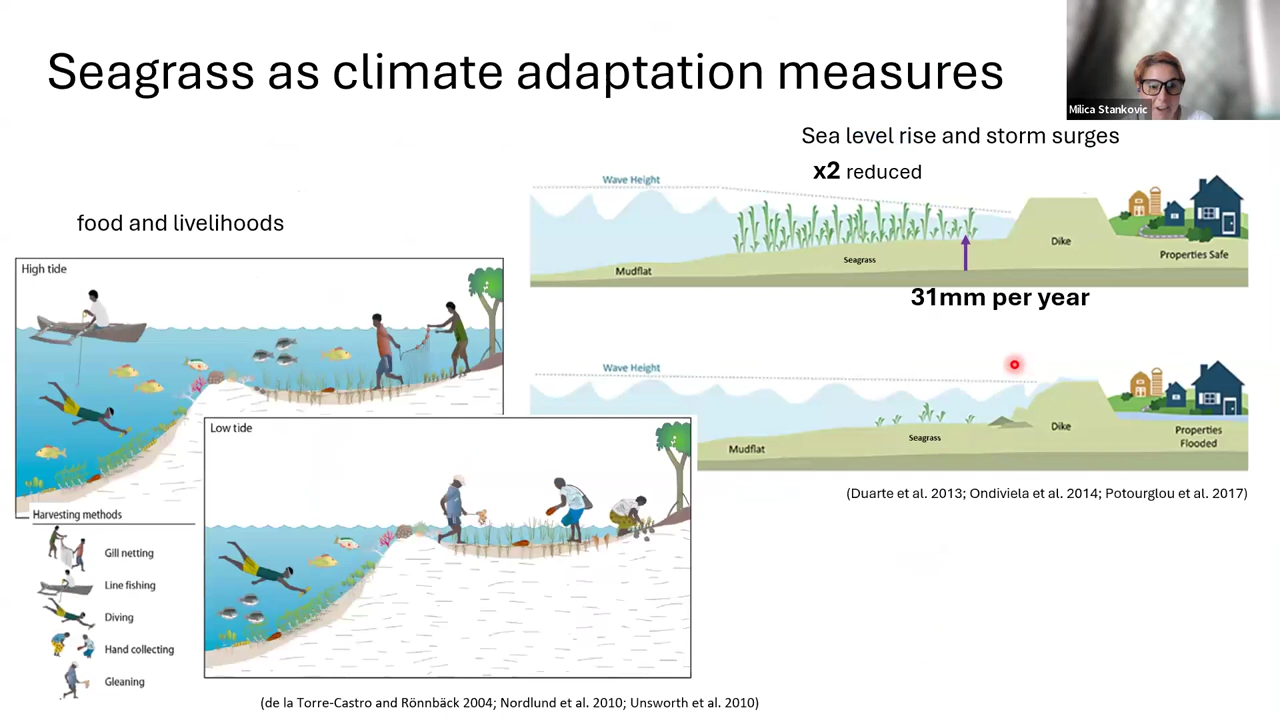 Seagrass as climate adaptation measures
Milica Stankovic
Sea level rise and storm surges
x2 reduced
Wave Height
Seagrass
Mudflat
Dike
Properties Safe
31mm per year
food and livelihoods
High tide
Wave Height
Seagrass
Mudflat
Dike
Properties
Flooded
(Duarte et al. 2013; Ondiviela et al. 2014; Potourglou et al. 2017)
Low tide
Harvesting methods
Gill netting
Line fishing
Diving
Hand collecting
Gleaning
(de la Torre-Castro and Rönnbäck 2004; Nordlund et al. 2010; Unsworth et al. 2010)